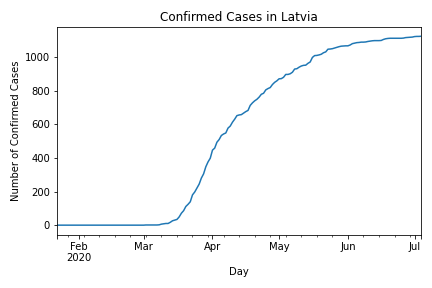 Confirmed Cases in Latvia
Number of Confirmed Cases
1000
800
600
400
200
0
Feb Mar Apr May Jun Jul
2020
Day